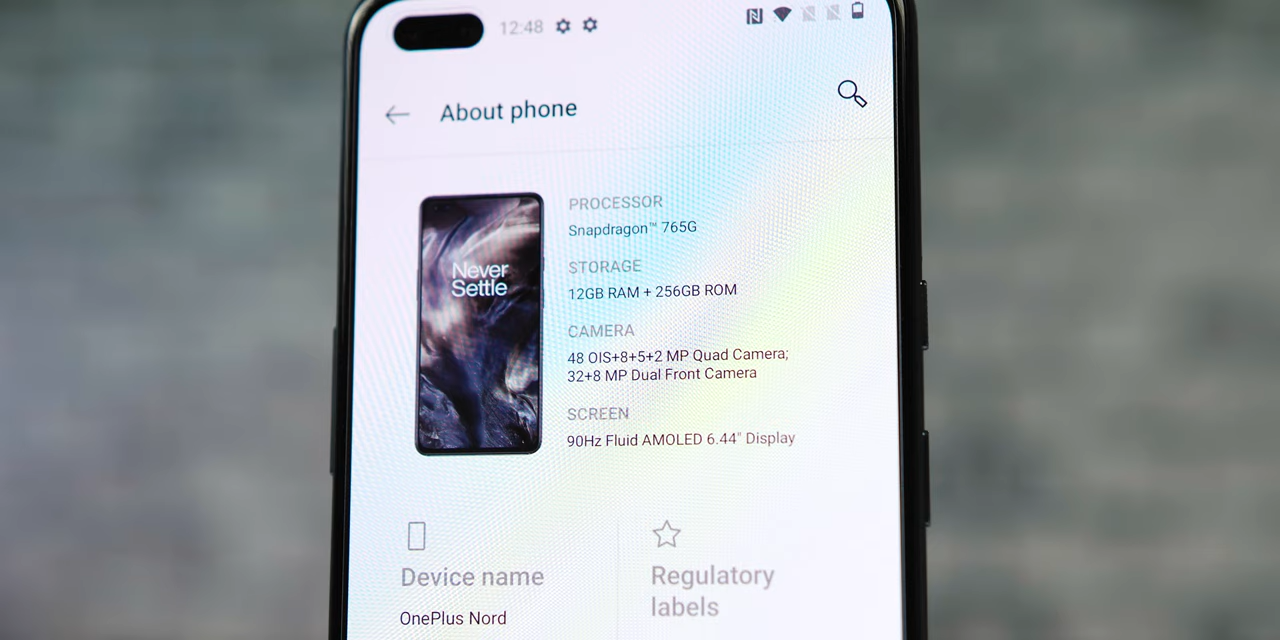 12:48
About phone
Never
Settle
PROCESSOR
Snapdragon™ 765G
STORAGE
12GB RAM + 256GB ROM
CAMERA
48 OIS+8+5+2 MP Quad Camera;
32+8 MP Dual Front Camera
SCREEN
90Hz Fluid AMOLED 6.44" Display
Device name
OnePlus Nord
Regulatory
labels